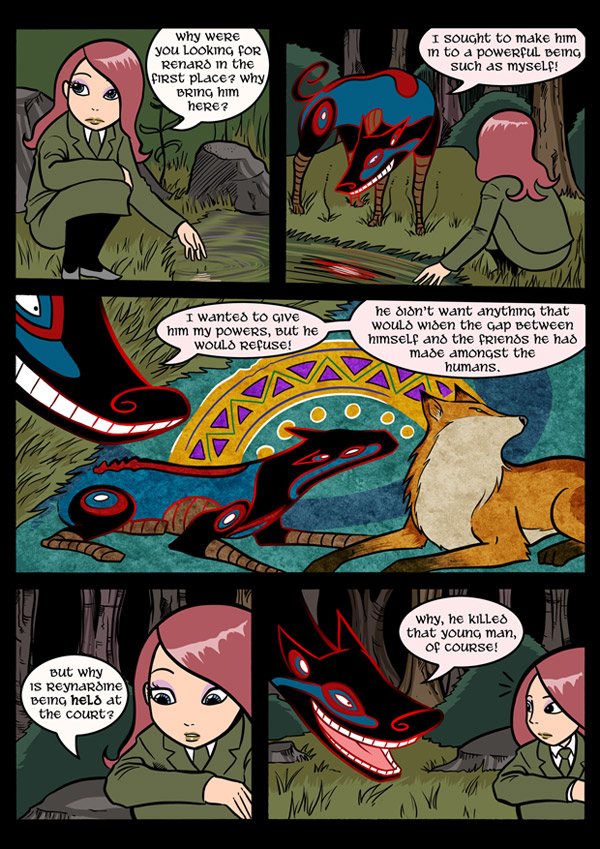 WHY WERE
YOU LOOKING FOR
RENARD IN THE
FIRST PLACE? WHY
BRING HIM
HERE?
I SOUGHT TO MAKE HIM
IN TO A POWERFUL BEING
SUCH AS MYSELF!
I WANTED TO GIVE
HIM MY POWERS, BUT HE
WOULD REFUSE!
HE DIDN'T WANT ANYTHING THAT
WOULD WIDEN THE GAP BETWEEN
HIMSELF AND THE FRIENDS HE HAD
MADE AMONGST THE
HUMANS.
BUT WHY
IS REYNARDINE
BEING HELD AT
THE COURT?
WHY, HE KILLED
THAT YOUNG MAN,
OF COURSE!